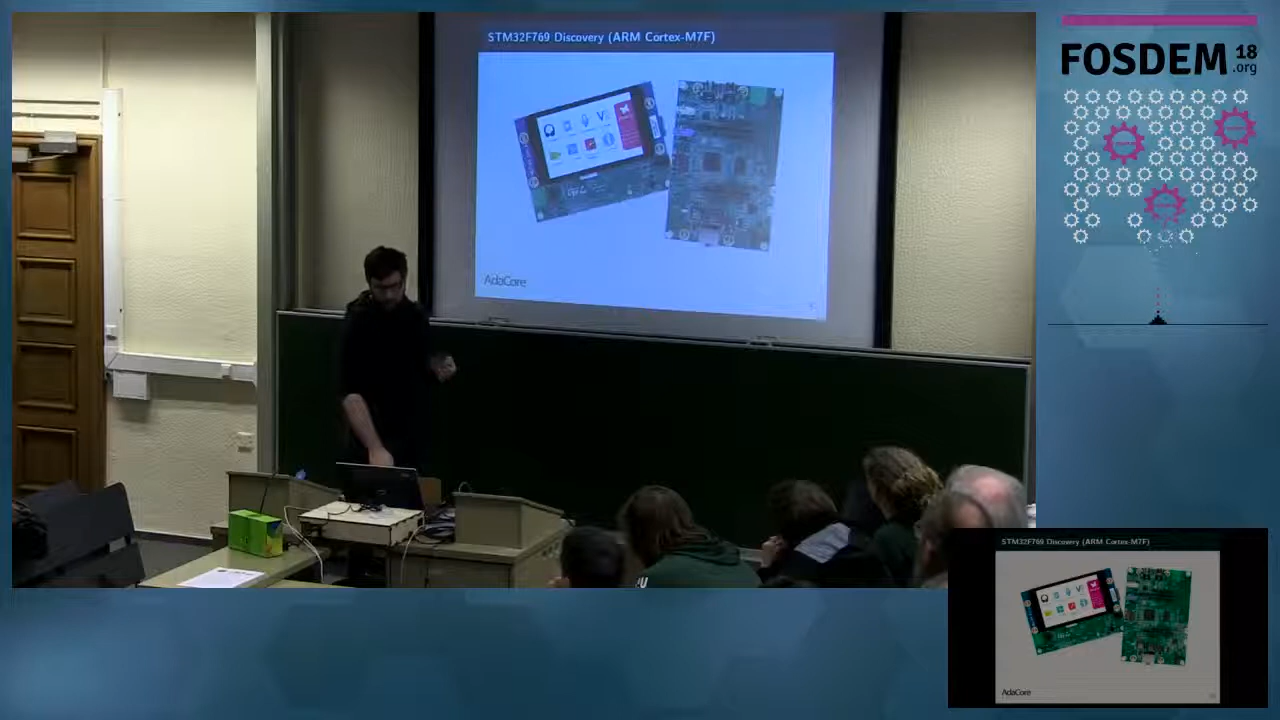 STM32F769 Discovery (ARM Cortex-M7F)
AdaCore
FOSDEM 18
.org
STM32F769 Discovery (ARM Cortex-M7F)
AdaCore